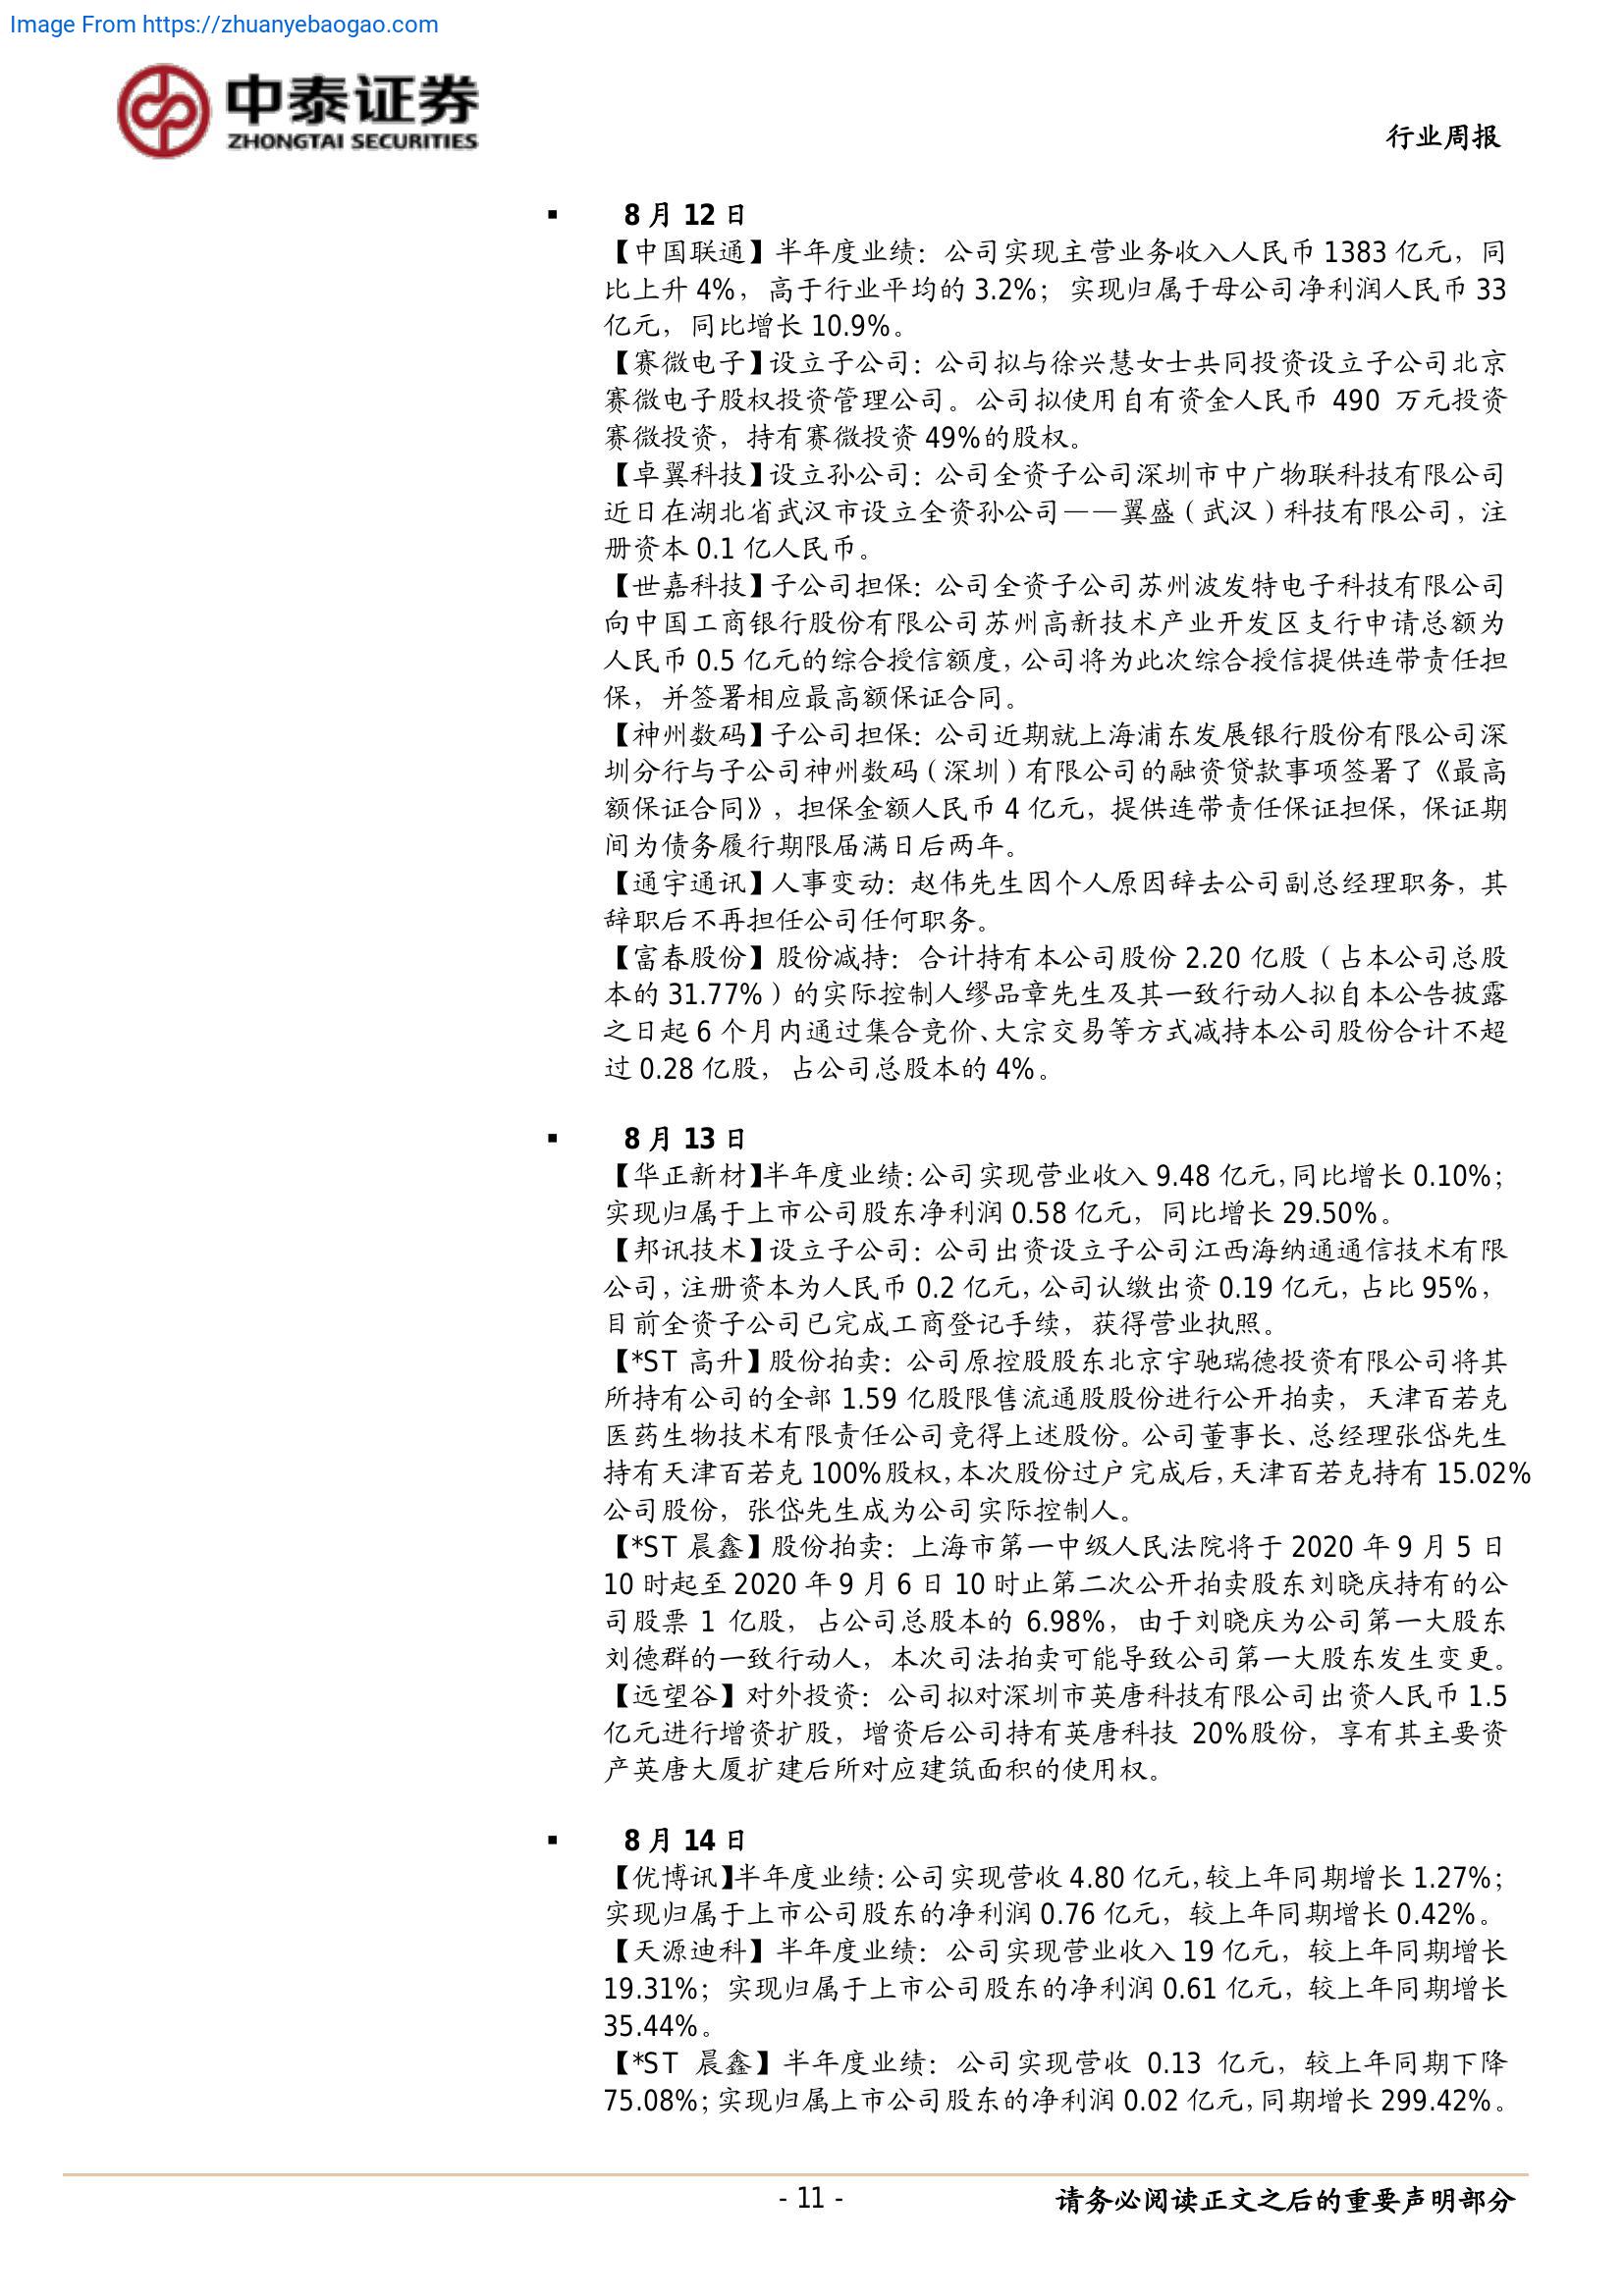 Image From https://zhuanyebaogao.com
中泰证券
ZHONGTAI SECURITIES
行业周报
▪ 8 月 12 日
【中国联通】半年度业绩：公司实现主营业务收入人民币 1383 亿元，同
比上升 4%，高于行业平均的 3.2%；实现归属于母公司净利润人民币 33
亿元，同比增长 10.9%。
【赛微电子】设立子公司：公司拟与徐兴慧女士共同投资设立子公司北京
赛微电子股权投资管理公司。公司拟使用自有资金人民币 490 万元投资
赛微投资，持有赛微投资 49%的股权。
【卓翼科技】设立孙公司：公司全资子公司深圳市中广物联科技有限公司
近日在湖北省武汉市设立全资孙公司——翼盛（武汉）科技有限公司，注
册资本 0.1 亿人民币。
【世嘉科技】子公司担保：公司全资子公司苏州波发特电子科技有限公司
向中国工商银行股份有限公司苏州高新技术产业开发区支行申请总额为
人民币 0.5 亿元的综合授信额度，公司将为此次综合授信提供连带责任担
保，并签署相应最高额保证合同。
【神州数码】子公司担保：公司近期就上海浦东发展银行股份有限公司深
圳分行与子公司神州数码（深圳）有限公司的融资贷款事项签署了《最高
额保证合同》，担保金额人民币 4 亿元，提供连带责任保证担保，保证期
间为债务履行期限届满日后两年。
【通宇通讯】人事变动：赵伟先生因个人原因辞去公司副总经理职务，其
辞职后不再担任公司任何职务。
【富春股份】股份减持：合计持有本公司股份 2.20 亿股（占本公司总股
本的 31.77%）的实际控制人缪品章先生及其一致行动人拟自本公告披露
之日起 6 个月内通过集合竞价、大宗交易等方式减持本公司股份合计不超
过 0.28 亿股，占公司总股本的 4%。
▪ 8 月 13 日
【华正新材】半年度业绩：公司实现营业收入 9.48 亿元，同比增长 0.10%；
实现归属于上市公司股东净利润 0.58 亿元，同比增长 29.50%。
【邦讯技术】设立子公司：公司出资设立子公司江西海纳通通信技术有限
公司，注册资本为人民币 0.2 亿元，公司认缴出资 0.19 亿元，占比 95%，
目前全资子公司已完成工商登记手续，获得营业执照。
【*ST 高升】股份拍卖：公司原控股股东北京宇驰瑞德投资有限公司将其
所持有公司的全部 1.59 亿股限售流通股股份进行公开拍卖，天津百若克
医药生物技术有限责任公司竞得上述股份。公司董事长、总经理张岱先生
持有天津百若克 100%股权，本次股份过户完成后，天津百若克持有 15.02%
公司股份，张岱先生成为公司实际控制人。
【*ST 晨鑫】股份拍卖：上海市第一中级人民法院将于 2020 年 9 月 5 日
10 时起至 2020 年 9 月 6 日 10 时止第二次公开拍卖股东刘晓庆持有的公
司股票 1 亿股，占公司总股本的 6.98%，由于刘晓庆为公司第一大股东
刘德群的一致行动人，本次司法拍卖可能导致公司第一大股东发生变更。
【远望谷】对外投资：公司拟对深圳市英唐科技有限公司出资人民币 1.5
亿元进行增资扩股，增资后公司持有英唐科技 20%股份，享有其主要资
产英唐大厦扩建后所对应建筑面积的使用权。
▪ 8 月 14 日
【优博讯】半年度业绩：公司实现营收 4.80 亿元，较上年同期增长 1.27%；
实现归属于上市公司股东的净利润 0.76 亿元，较上年同期增长 0.42%。
【天源迪科】半年度业绩：公司实现营业收入 19 亿元，较上年同期增长
19.31%；实现归属于上市公司股东的净利润 0.61 亿元，较上年同期增长
35.44%。
【*ST 晨鑫】半年度业绩：公司实现营收 0.13 亿元，较上年同期下降
75.08%；实现归属上市公司股东的净利润 0.02 亿元，同期增长 299.42%。
- 11 -
请务必阅读正文之后的重要声明部分